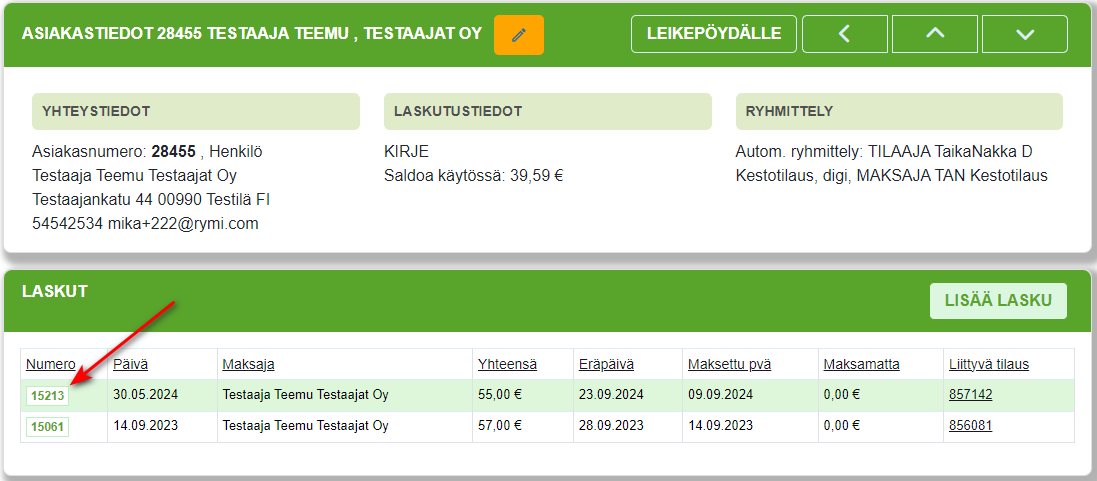 ASIAKASTIEDOT 28455 TESTAAJA TEEMU , TESTAAJAT OY
LEIKEPÖYDÄLLE
YHTEYSTIEDOT
Asiakasnumero: 28455 , Henkilö
Testaaja Teemu Testaajat Oy
Testaajankatu 44 00990 Testilä FI
54542534 mika+222@rymi.com
LASKUTUSTIEDOT
KIRJE
Saldoa käytössä: 39,59 €
RYHMITTELY
Autom. ryhmittely: TILAAJA TaikaNakka D
Kestotilaus, digi, MAKSAJA TAN Kestotilaus
LASKUT
LISÄÄ LASKU
Numero Päivä Maksaja Yhteensä Eräpäivä Maksettu pvä Maksamatta Liittyvä tilaus
15213 30.05.2024 Testaaja Teemu Testaajat Oy 55,00 € 23.09.2024 09.09.2024 0,00 € 857142
15061 14.09.2023 Testaaja Teemu Testaajat Oy 57,00 € 28.09.2023 14.09.2023 0,00 € 856081